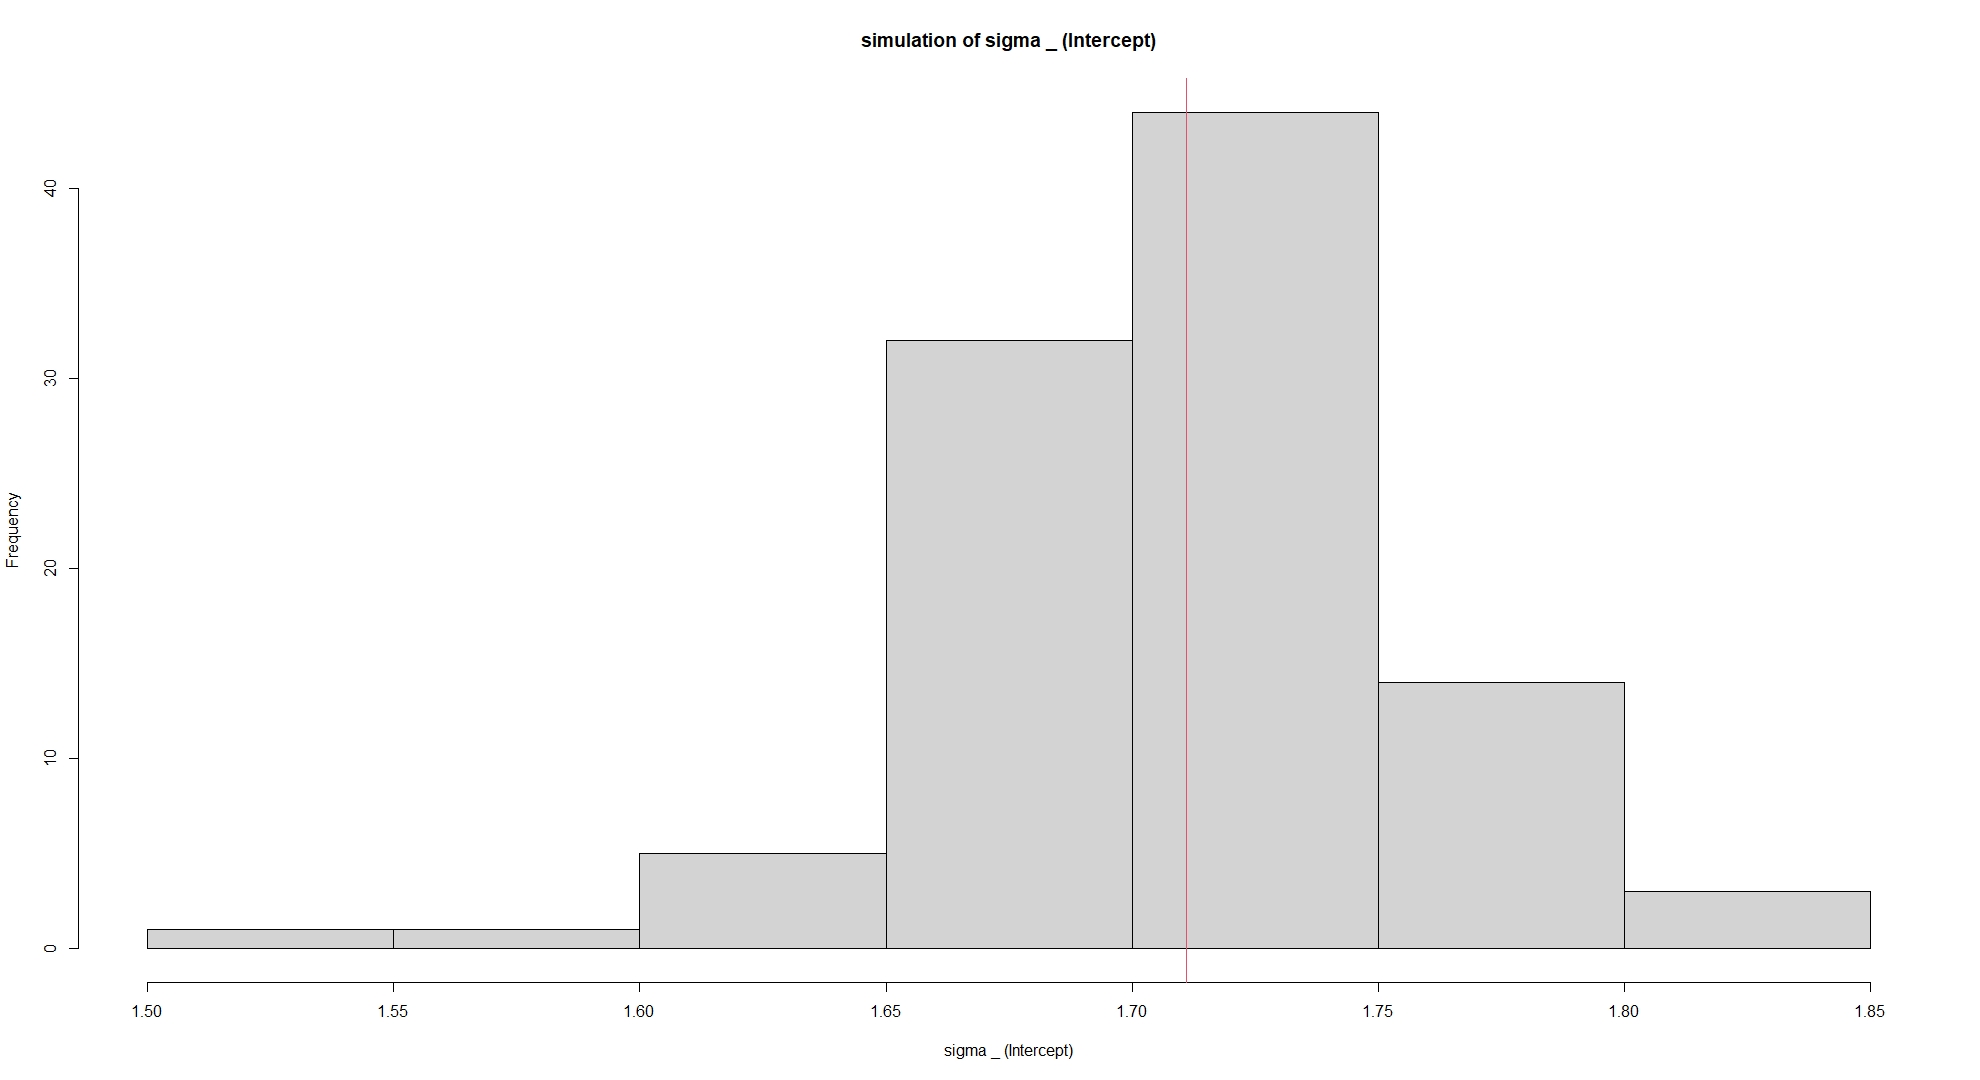 simulation of sigma _ (Intercept)
Frequency
40
30
20
10
0
1.50 1.55 1.60 1.65 1.70 1.75 1.80 1.85
sigma _ (Intercept)